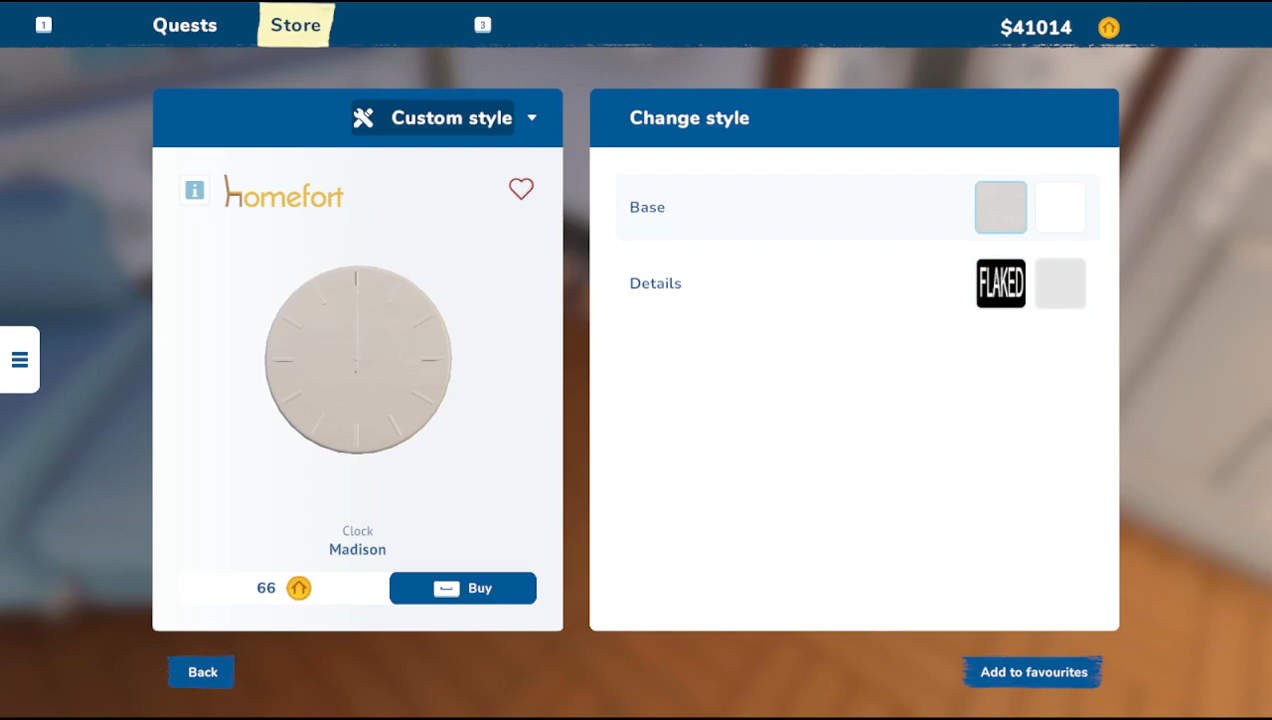 1
Quests
Store
3
$41014
Custom style
homefort
Clock
Madison
66
Buy
Change style
Base
Details
FLAKED
Back
Add to favourites